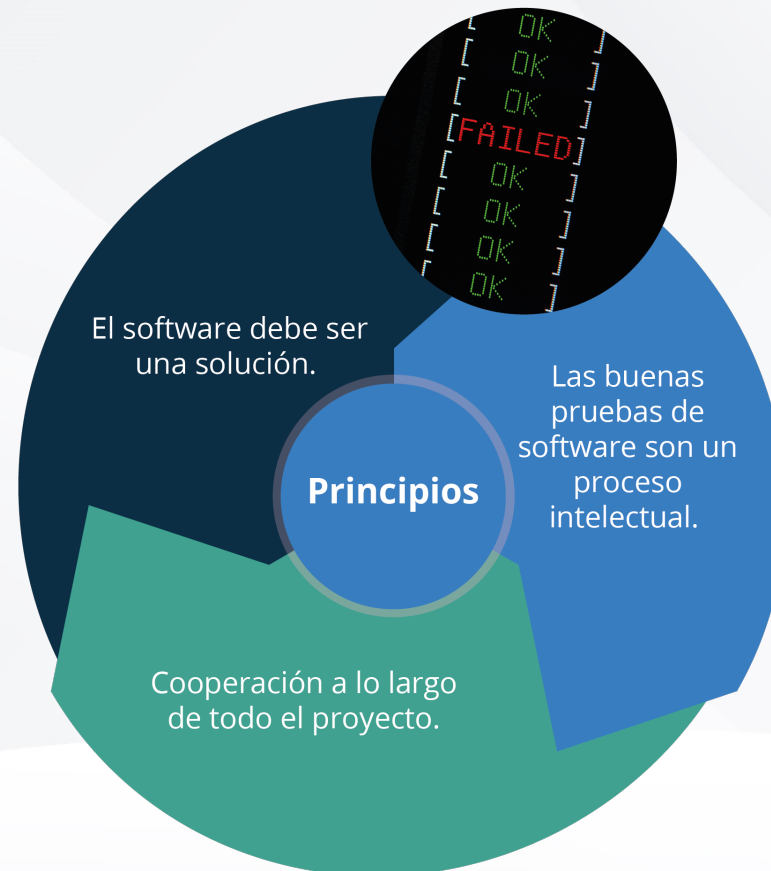 [ OK ]
[ OK ]
[ OK ]
[FAILED]
[ OK ]
[ OK ]
[ OK ]
[ OK ]
El software debe ser
una solución.
Las buenas
pruebas de
software son un
proceso
intelectual.
Principios
Cooperación a lo largo
de todo el proyecto.